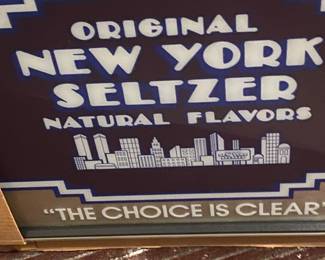 ORIGINAL
NEW YORK
SELTZER
NATURAL FLAVORS
"THE CHOICE IS CLEAR"